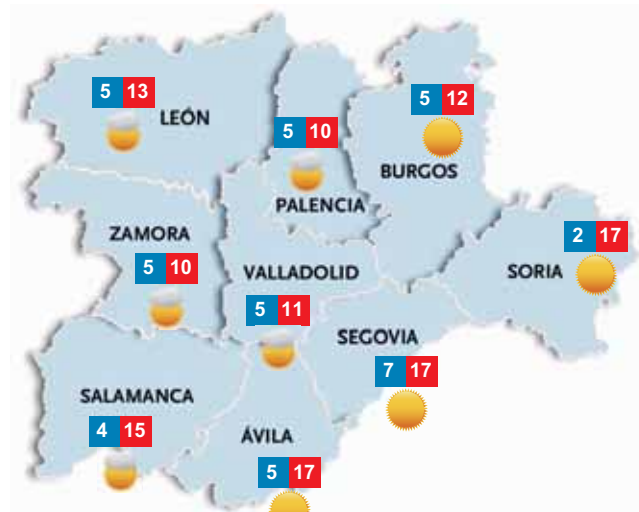 5 13
LEÓN
5 12
5 10
BURGOS
PALENCIA
ZAMORA
2 17
5 10
VALLADOLID
SORIA
5 11
SEGOVIA
7 17
SALAMANCA
4 15
ÁVILA
5 17